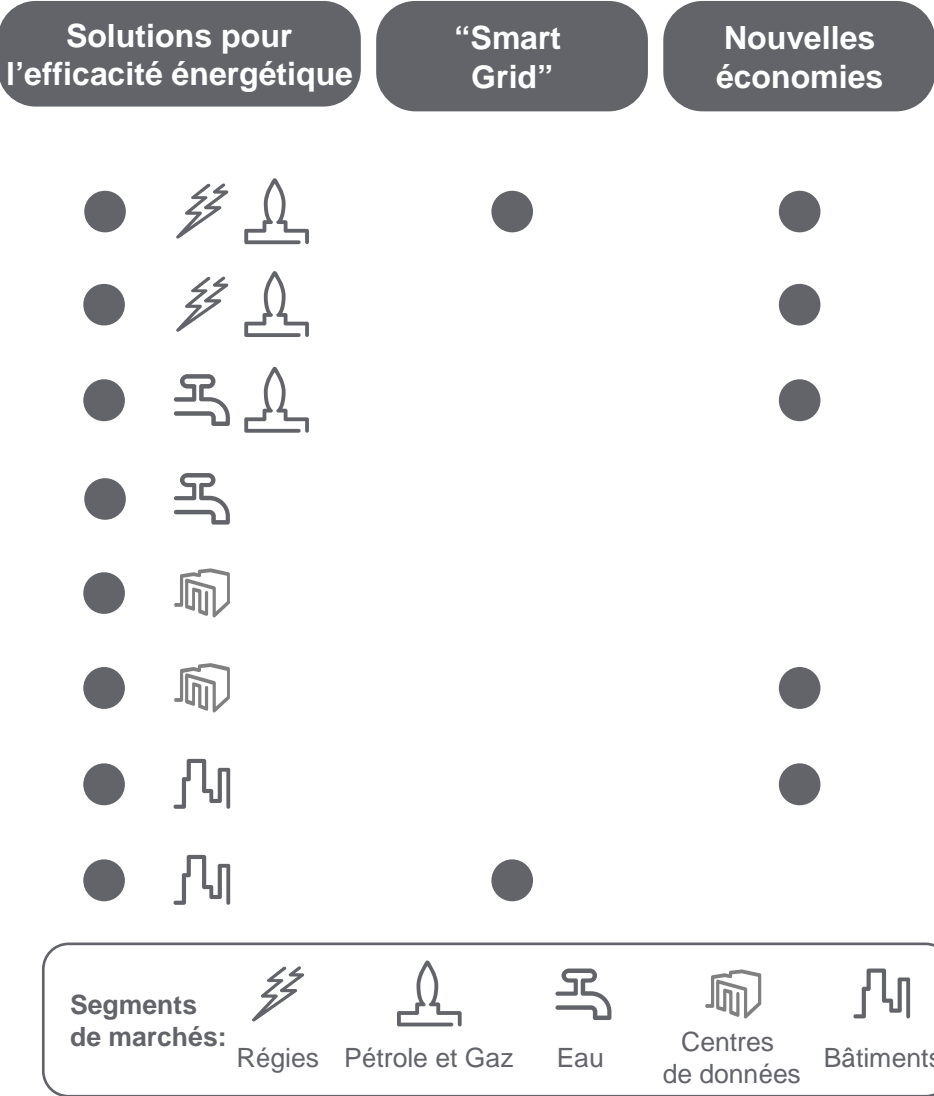 Solutions pour
l’efficacité énergétique
“Smart
Grid”
Nouvelles
économies
Segments
de marchés:
Régies
Pétrole et Gaz
Eau
Centres
de données
Bâtiments